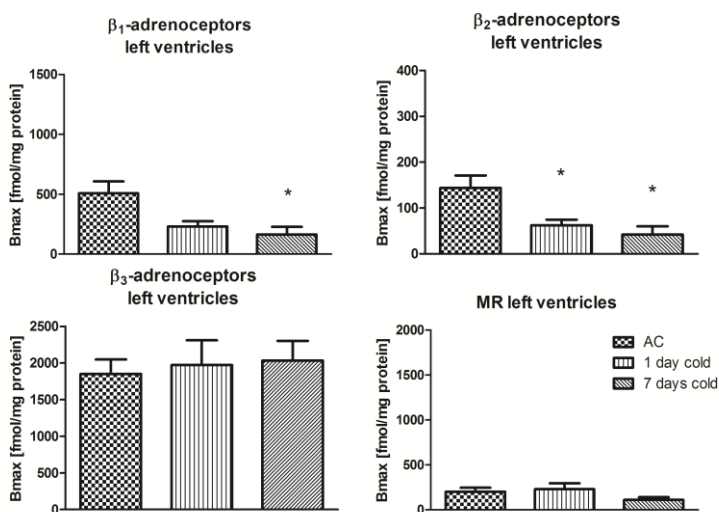 β₁-adrenoceptors
left ventricles
Bmax [fmol/mg protein]
1500
1000
500
0
*
β₂-adrenoceptors
left ventricles
Bmax [fmol/mg protein]
400
300
200
100
0
*
*
β₃-adrenoceptors
left ventricles
Bmax [fmol/mg protein]
2500
2000
1500
1000
500
0
MR left ventricles
Bmax [fmol/mg protein]
2000
1500
1000
500
0
AC
1 day cold
7 days cold